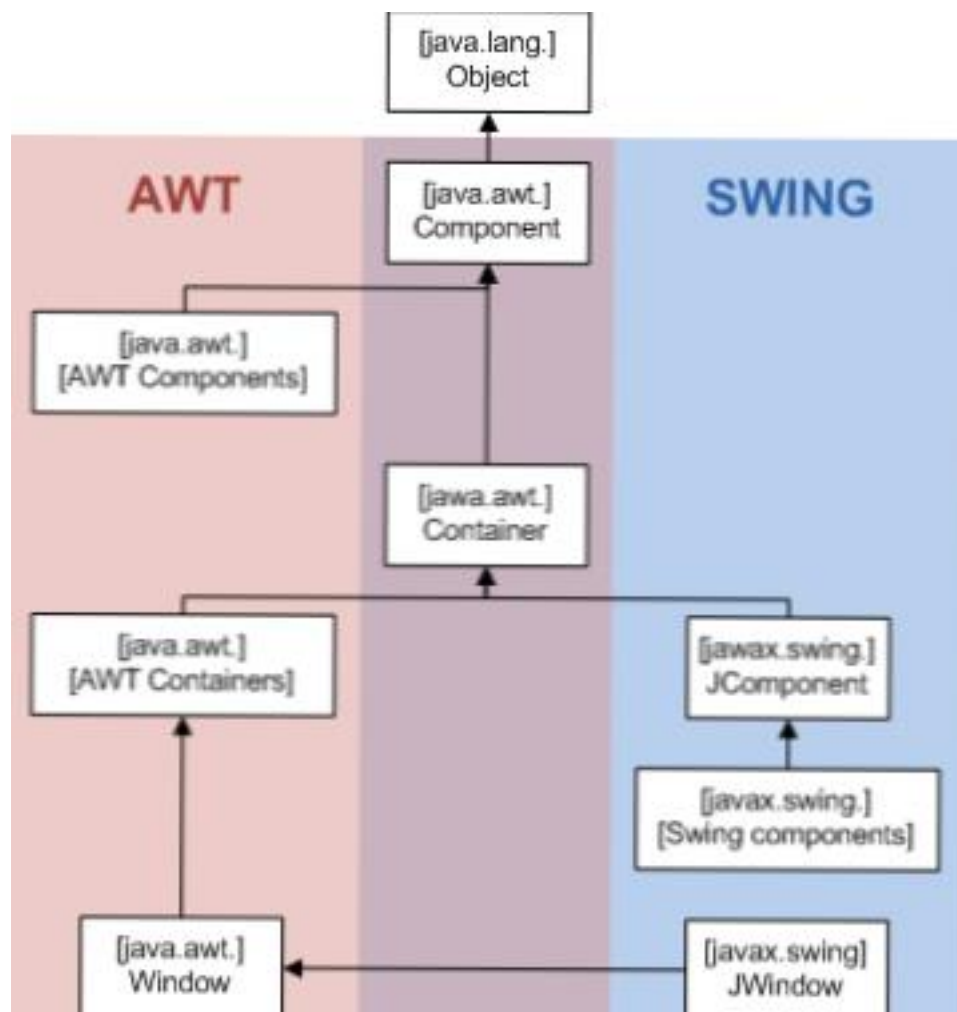 [java.lang.]
Object
AWT
[java.awt.]
Component
SWING
[java.awt.]
[AWT Components]
[jawa.awt.]
Container
[java.awt.]
[AWT Containers]
[jawax.swing.]
JComponent
[javax.swing.]
[Swing components]
[java.awt.]
Window
[javax.swing]
JWindow